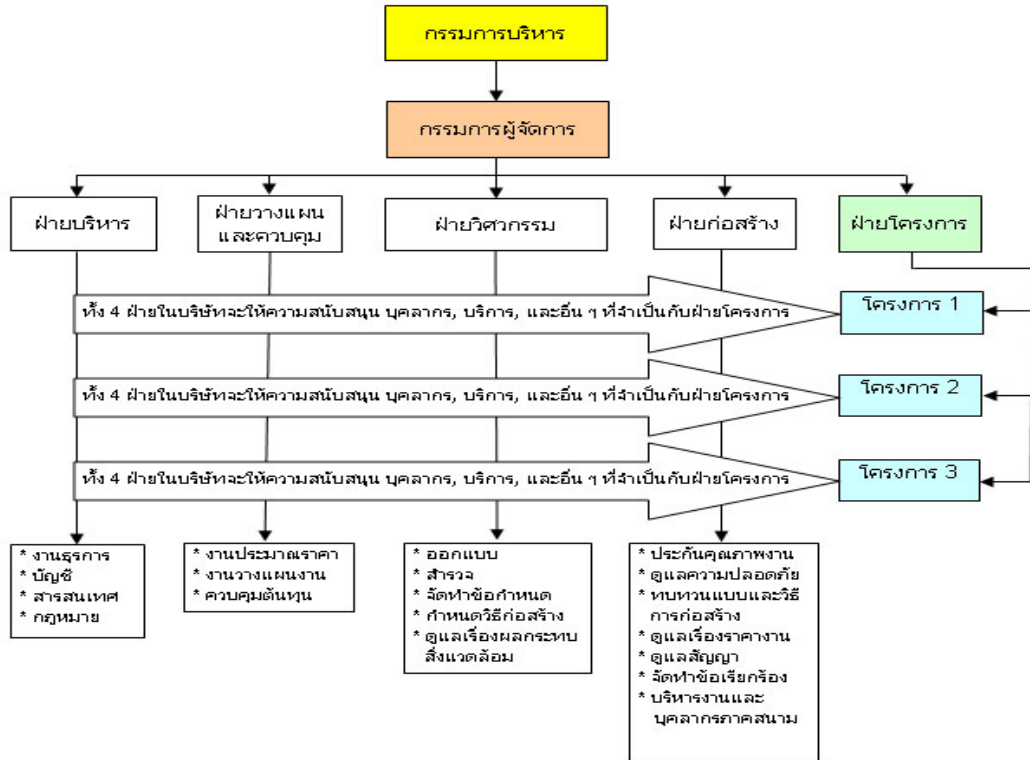 กรรมการบริหาร
กรรมการผู้จัดการ
ฝ่ายบริหาร
ฝ่ายวางแผน
และควบคุม
ฝ่ายวิศวกรรม
ฝ่ายก่อสร้าง
ฝ่ายโครงการ
ทั้ง 4 ฝ่ายในบริษัทจะให้ความสนับสนุน บุคลากร, บริการ, และอื่น ๆ ที่จำเป็นกับฝ่ายโครงการ
โครงการ 1
ทั้ง 4 ฝ่ายในบริษัทจะให้ความสนับสนุน บุคลากร, บริการ, และอื่น ๆ ที่จำเป็นกับฝ่ายโครงการ
โครงการ 2
ทั้ง 4 ฝ่ายในบริษัทจะให้ความสนับสนุน บุคลากร, บริการ, และอื่น ๆ ที่จำเป็นกับฝ่ายโครงการ
โครงการ 3
* งานธุรการ
* บัญชี
* สารสนเทศ
* กฎหมาย
* งานประมาณราคา
* งานวางแผนงาน
* ควบคุมต้นทุน
* ออกแบบ
* สำรวจ
* จัดทำข้อกำหนด
* กำหนดวิธีก่อสร้าง
* ดูแลเรื่องผลกระทบ
สิ่งแวดล้อม
* ประกันคุณภาพงาน
* ดูแลความปลอดภัย
* ทบทวนแบบและวิธี
การก่อสร้าง
* ดูแลเรื่องราคางาน
* ดูแลสัญญา
* จัดทำข้อเรียกร้อง
* บริหารงานและ
บุคลากรภาคสนาม